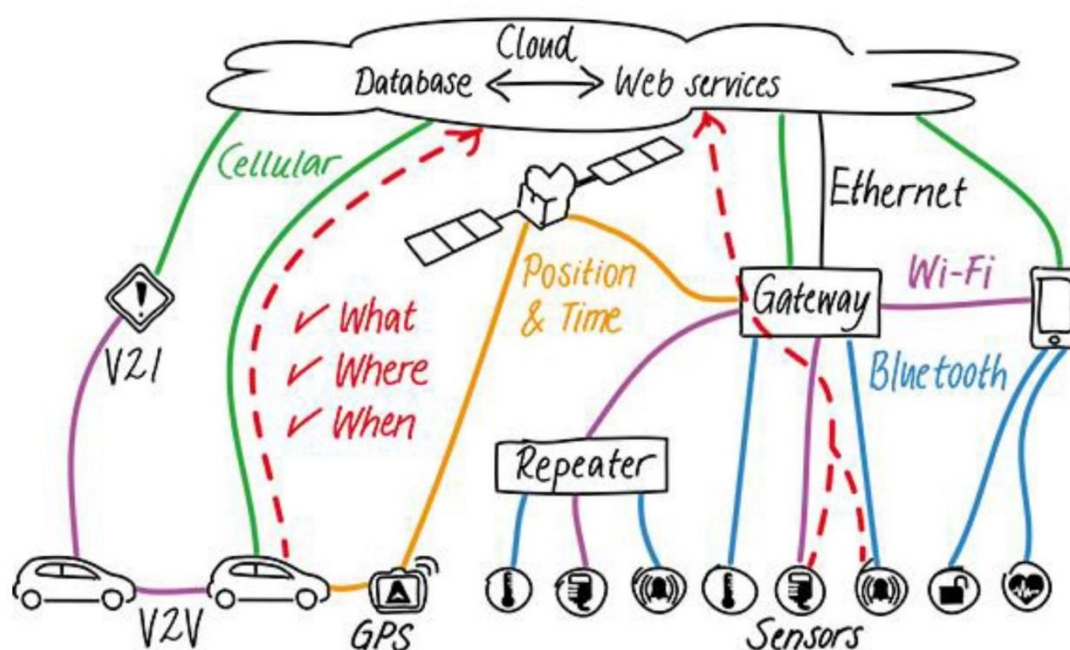 Cloud
Database
Web services
Cellular
Ethernet
Position
& Time
Wi-Fi
Gateway
✓ What
✓ Where
✓ When
V2I
Bluetooth
Repeater
V2V
GPS
Sensors